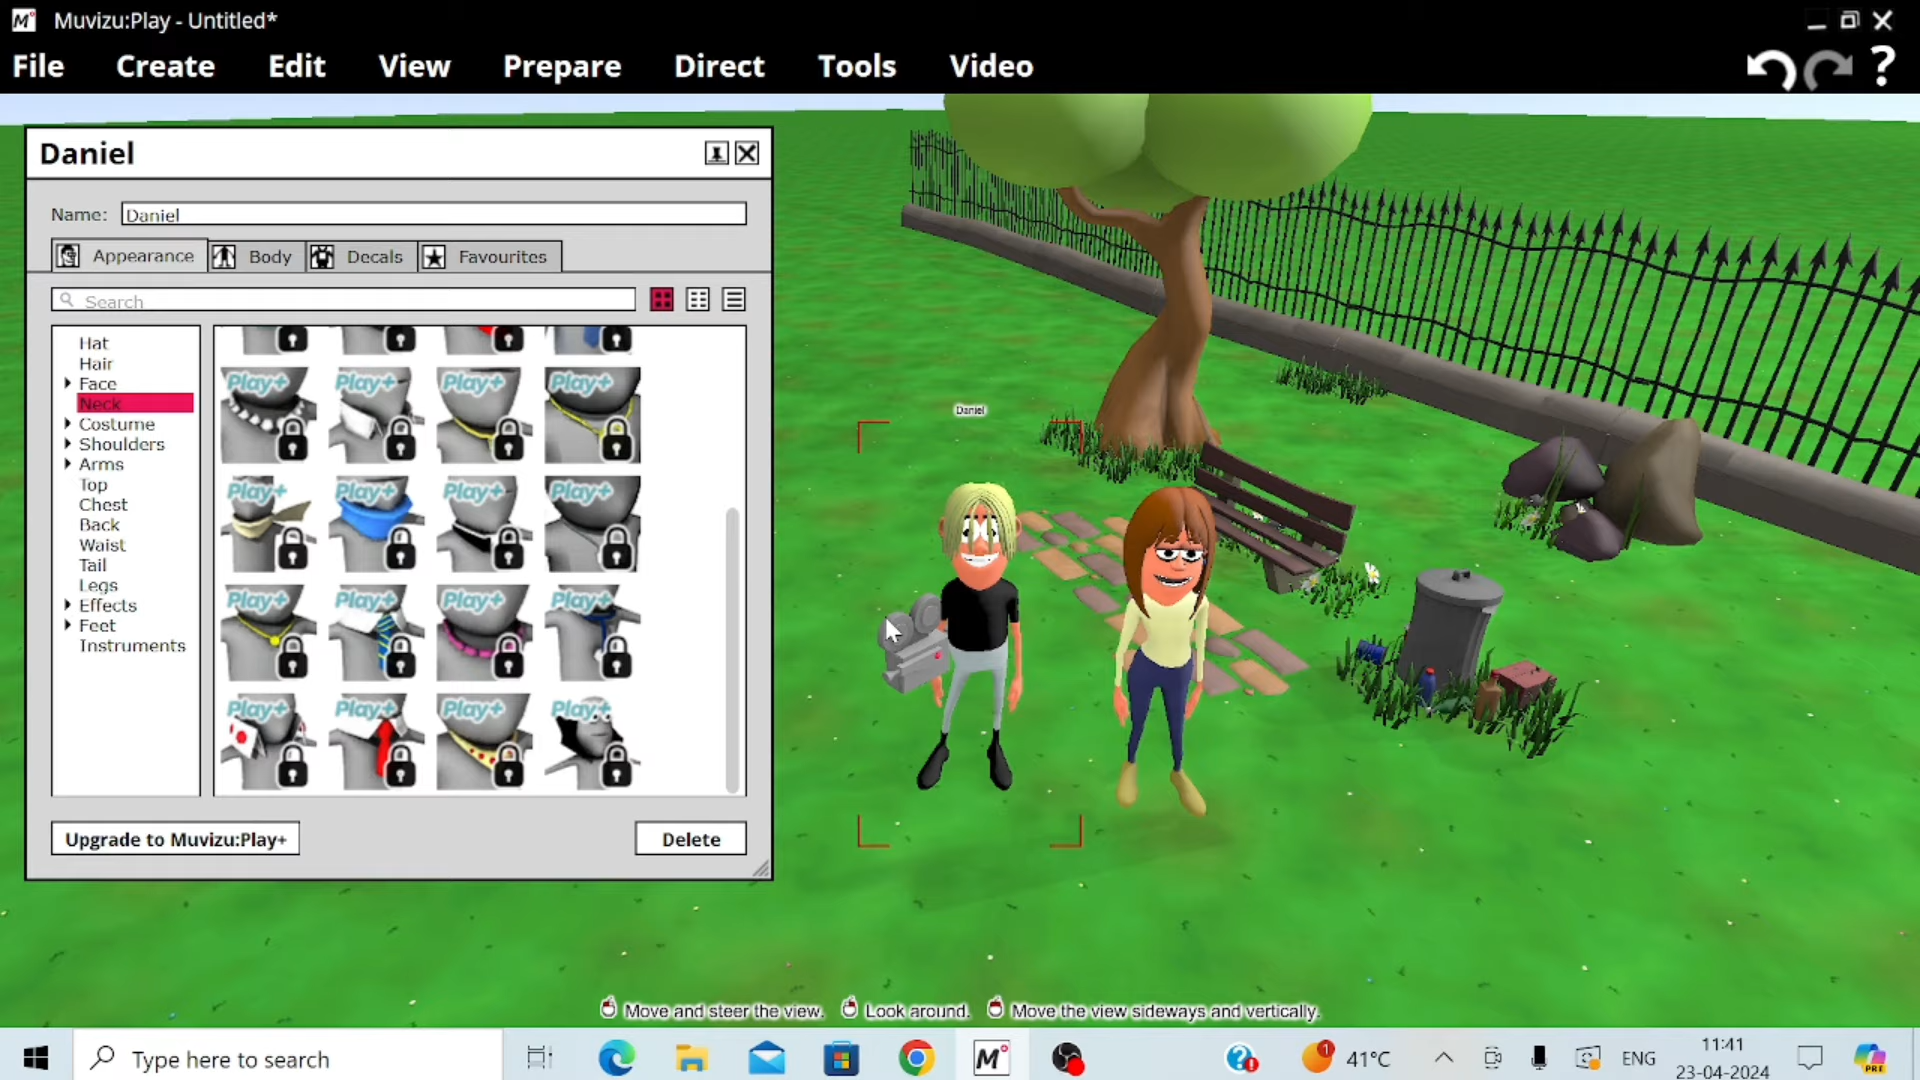 Muvizu:Play - Untitled*
File Create Edit View Prepare Direct Tools Video ?
Daniel
Name: Daniel
Appearance Body Decals Favourites
Search
Hat
Hair
Face
Neck
Costume
Shoulders
Arms
Top
Chest
Back
Waist
Tail
Legs
Effects
Feet
Instruments
Play+ Play+ Play+ Play+
Play+ Play+ Play+ Play+
Play+ Play+ Play+ Play+
Play+ Play+ Play+ Play+
Upgrade to Muvizu:Play+ Delete
Daniel
Move and steer the view. Look around. Move the view sideways and vertically.
Type here to search
M
1
41°C
ENG
11:41
23-04-2024
PRE